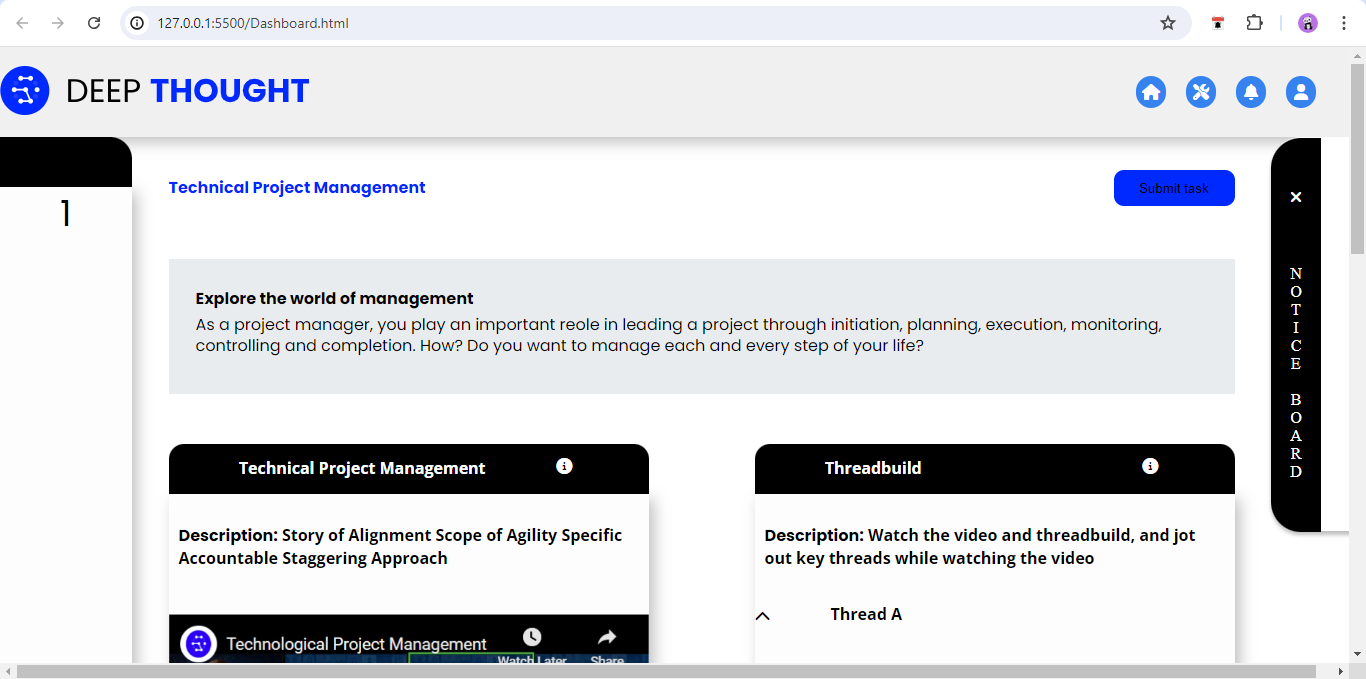 127.0.0.1:5500/Dashboard.html
DEEP THOUGHT
1
Technical Project Management
Submit task
Explore the world of management
As a project manager, you play an important reole in leading a project through initiation, planning, execution, monitoring,
controlling and completion. How? Do you want to manage each and every step of your life?
Technical Project Management
Description: Story of Alignment Scope of Agility Specific
Accountable Staggering Approach
Technological Project Management
Watch Later
Share
Threadbuild
Description: Watch the video and threadbuild, and jot
out key threads while watching the video
Thread A
NOTICE BOARD